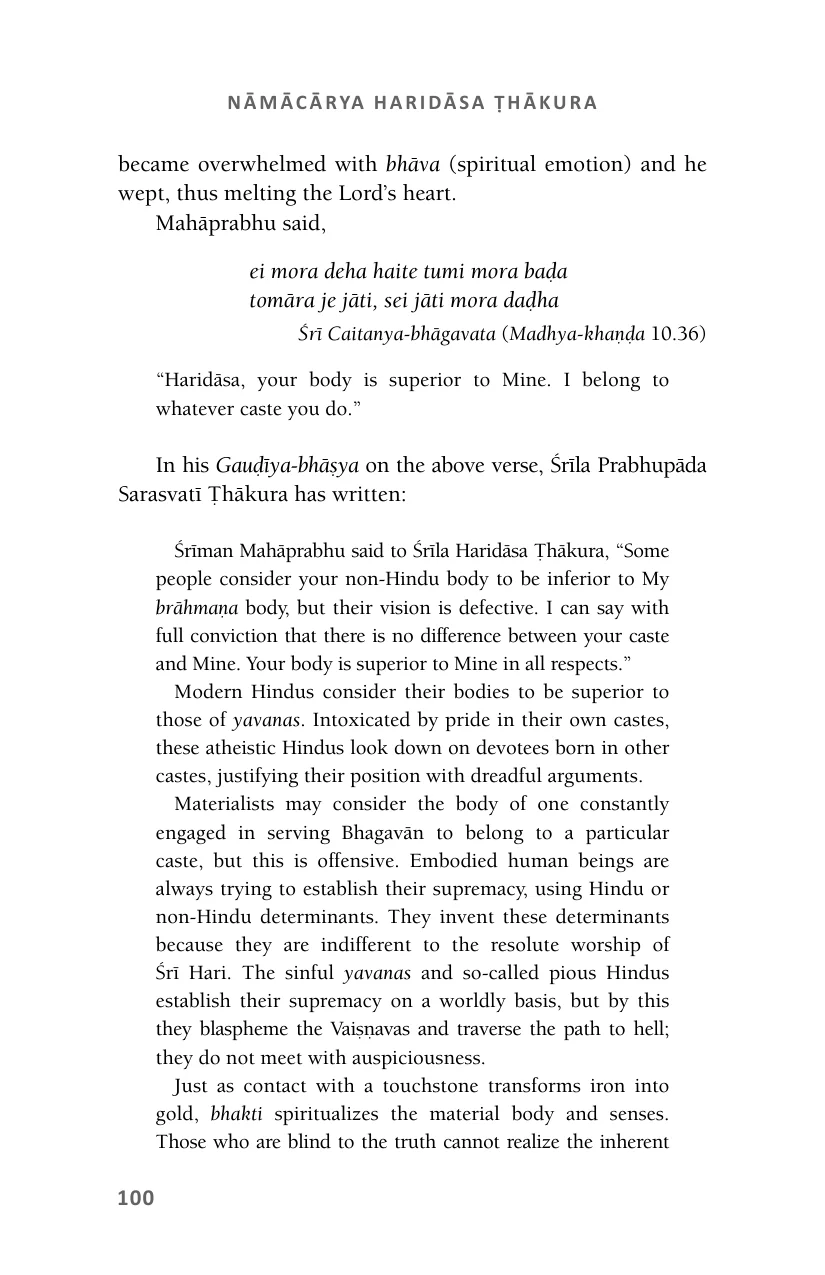 NĀMĀCĀRYA HARIDĀSA ṬHĀKURA
became overwhelmed with bhāva (spiritual emotion) and he
wept, thus melting the Lord’s heart.
Mahāprabhu said,
ei mora deha haite tumi mora baḍa
tomāra je jāti, sei jāti mora daḍha
Śrī Caitanya-bhāgavata (Madhya-khaṇḍa 10.36)
“Haridāsa, your body is superior to Mine. I belong to
whatever caste you do.”
In his Gauḍīya-bhāṣya on the above verse, Śrīla Prabhupāda
Sarasvatī Ṭhākura has written:
Śrīman Mahāprabhu said to Śrīla Haridāsa Ṭhākura, “Some
people consider your non-Hindu body to be inferior to My
brāhmaṇa body, but their vision is defective. I can say with
full conviction that there is no difference between your caste
and Mine. Your body is superior to Mine in all respects.”
Modern Hindus consider their bodies to be superior to
those of yavanas. Intoxicated by pride in their own castes,
these atheistic Hindus look down on devotees born in other
castes, justifying their position with dreadful arguments.
Materialists may consider the body of one constantly
engaged in serving Bhagavān to belong to a particular
caste, but this is offensive. Embodied human beings are
always trying to establish their supremacy, using Hindu or
non-Hindu determinants. They invent these determinants
because they are indifferent to the resolute worship of
Śrī Hari. The sinful yavanas and so-called pious Hindus
establish their supremacy on a worldly basis, but by this
they blaspheme the Vaiṣṇavas and traverse the path to hell;
they do not meet with auspiciousness.
Just as contact with a touchstone transforms iron into
gold, bhakti spiritualizes the material body and senses.
Those who are blind to the truth cannot realize the inherent
100